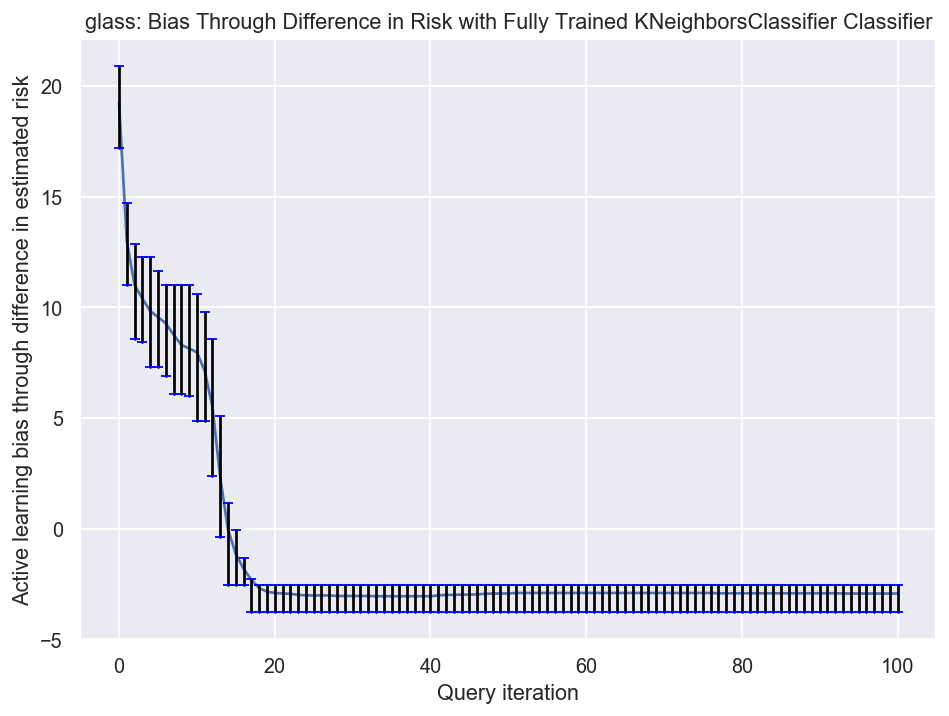 glass: Bias Through Difference in Risk with Fully Trained KNeighborsClassifier Classifier
Active learning bias through difference in estimated risk
20
15
10
5
0
−5
0 20 40 60 80 100
Query iteration